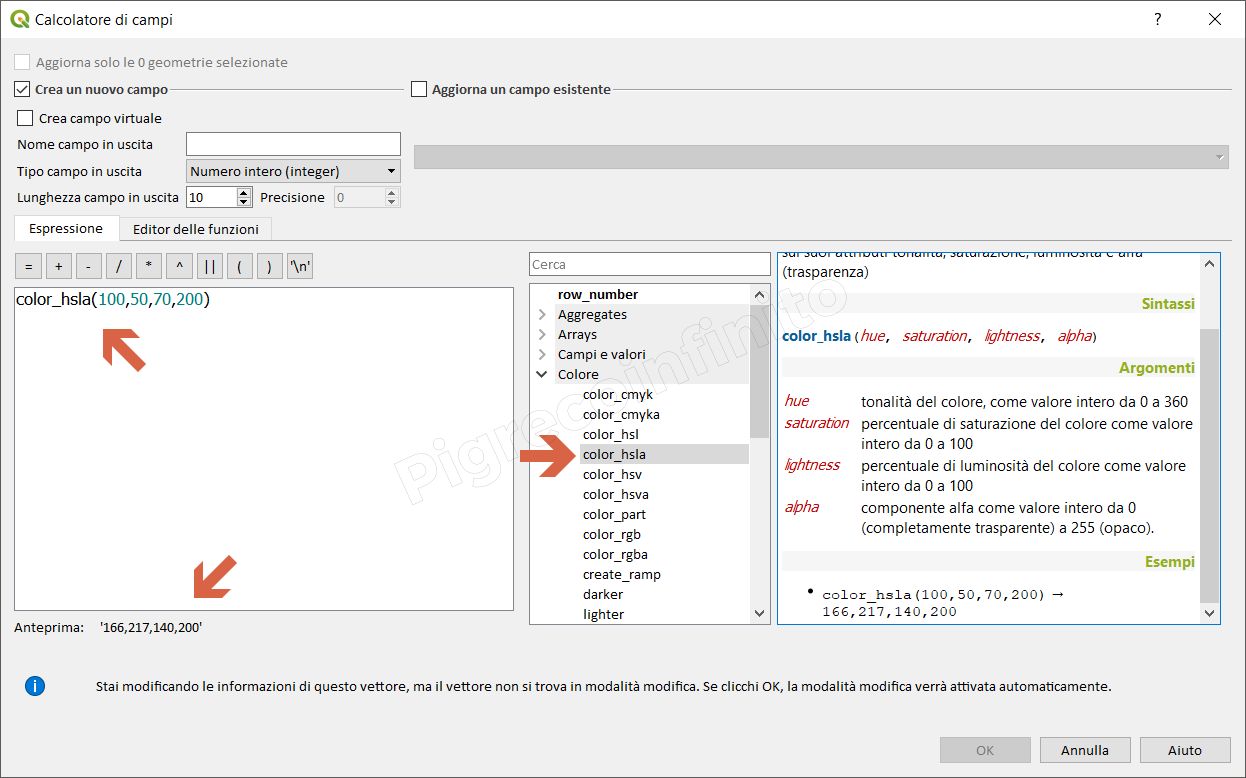 Calcolatore di campi
?
Aggiorna solo le 0 geometrie selezionate
Crea un nuovo campo
Aggiorna un campo esistente
Crea campo virtuale
Nome campo in uscita
Tipo campo in uscita
Numero intero (integer)
Lunghezza campo in uscita
10
Precisione
0
Espressione
Editor delle funzioni
= + - / * ^ || ( ) '\n'
color_hsla(100,50,70,200)
Anteprima: '166,217,140,200'
Cerca
row_number
Aggregates
Arrays
Campi e valori
Colore
color_cmyk
color_cmyka
color_hsl
color_hsla
color_hsv
color_hsva
color_part
color_rgb
color_rgba
create_ramp
darker
lighter
sui suoi attributi tonalità, saturazione, luminosità e alfa
(trasparenza)
Sintassi
color_hsla (hue, saturation, lightness, alpha)
Argomenti
hue tonalità del colore, come valore intero da 0 a 360
saturation percentuale di saturazione del colore come valore
intero da 0 a 100
lightness percentuale di luminosità del colore come valore
intero da 0 a 100
alpha componente alfa come valore intero da 0
(completamente trasparente) a 255 (opaco).
Esempi
• color_hsla(100,50,70,200) →
166,217,140,200
Pigrecoinfinito
Stai modificando le informazioni di questo vettore, ma il vettore non si trova in modalità modifica. Se clicchi OK, la modalità modifica verrà attivata automaticamente.
OK
Annulla
Aiuto